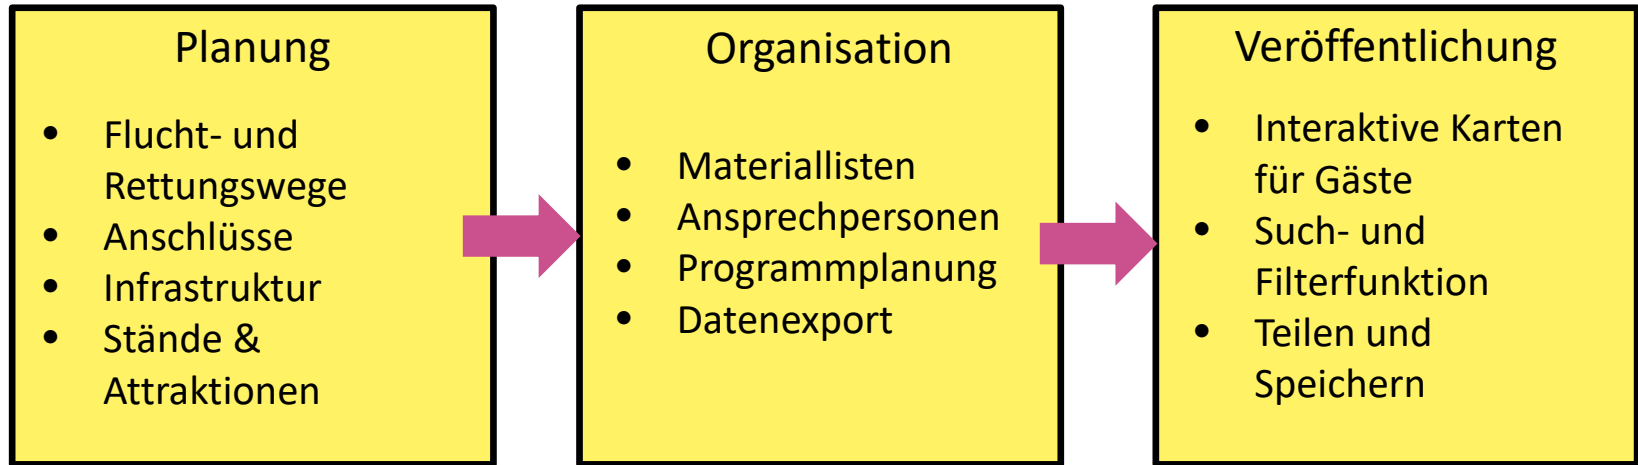 Planung
• Flucht- und
Rettungswege
• Anschlüsse
• Infrastruktur
• Stände &
Attraktionen
Organisation
• Materiallisten
• Ansprechpersonen
• Programmplanung
• Datenexport
Veröffentlichung
• Interaktive Karten
für Gäste
• Such- und
Filterfunktion
• Teilen und
Speichern